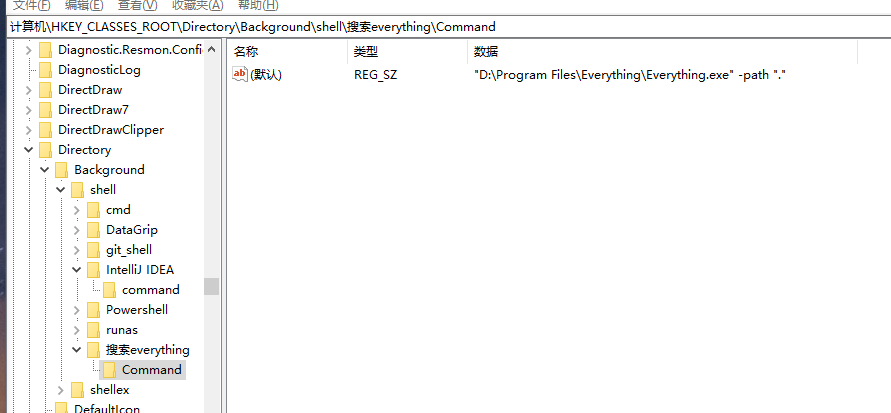 文件(F) 编辑(E) 查看(V) 收藏夹(A) 帮助(H)
计算机\HKEY_CLASSES_ROOT\Directory\Background\shell\搜索everything\Command
名称 类型 数据
ab (默认) REG_SZ "D:\Program Files\Everything\Everything.exe" -path "."
Diagnostic.Resmon.Confi
DiagnosticLog
DirectDraw
DirectDraw7
DirectDrawClipper
Directory
Background
shell
cmd
DataGrip
git_shell
IntelliJ IDEA
command
Powershell
runas
搜索everything
Command
shellex
DefaultIcon